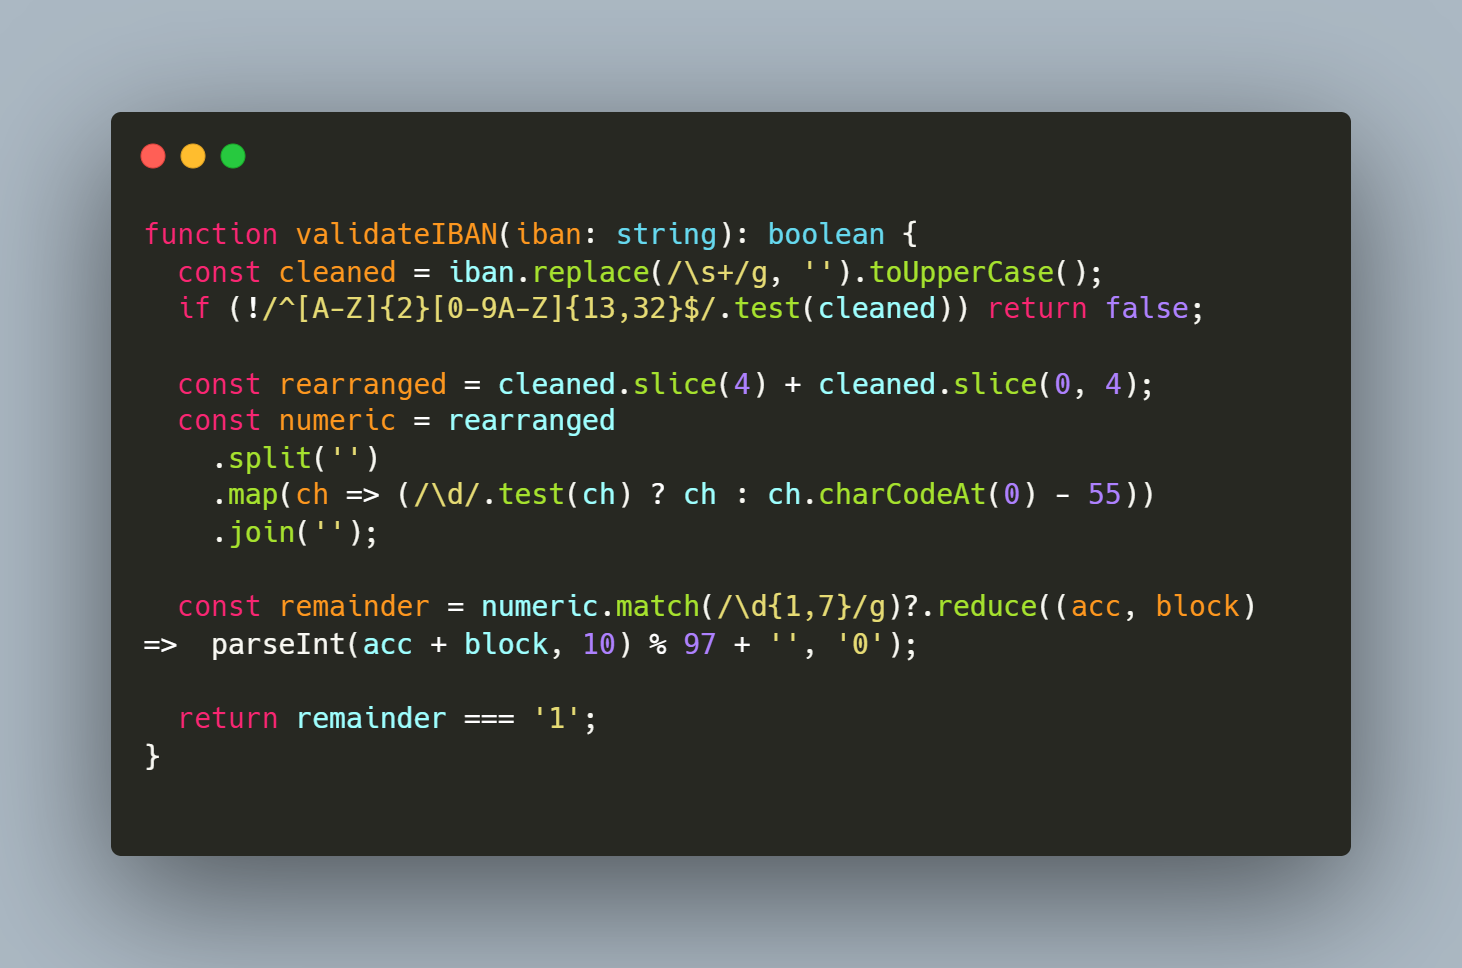 function validateIBAN(iban: string): boolean {
  const cleaned = iban.replace(/\s+/g, '').toUpperCase();
  if (!/^[A-Z]{2}[0-9A-Z]{13,32}$/.test(cleaned)) return false;

  const rearranged = cleaned.slice(4) + cleaned.slice(0, 4);
  const numeric = rearranged
    .split('')
    .map(ch => (/\d/.test(ch) ? ch : ch.charCodeAt(0) - 55))
    .join('');

  const remainder = numeric.match(/\d{1,7}/g)?.reduce((acc, block)
=>  parseInt(acc + block, 10) % 97 + '', '0');

  return remainder === '1';
}